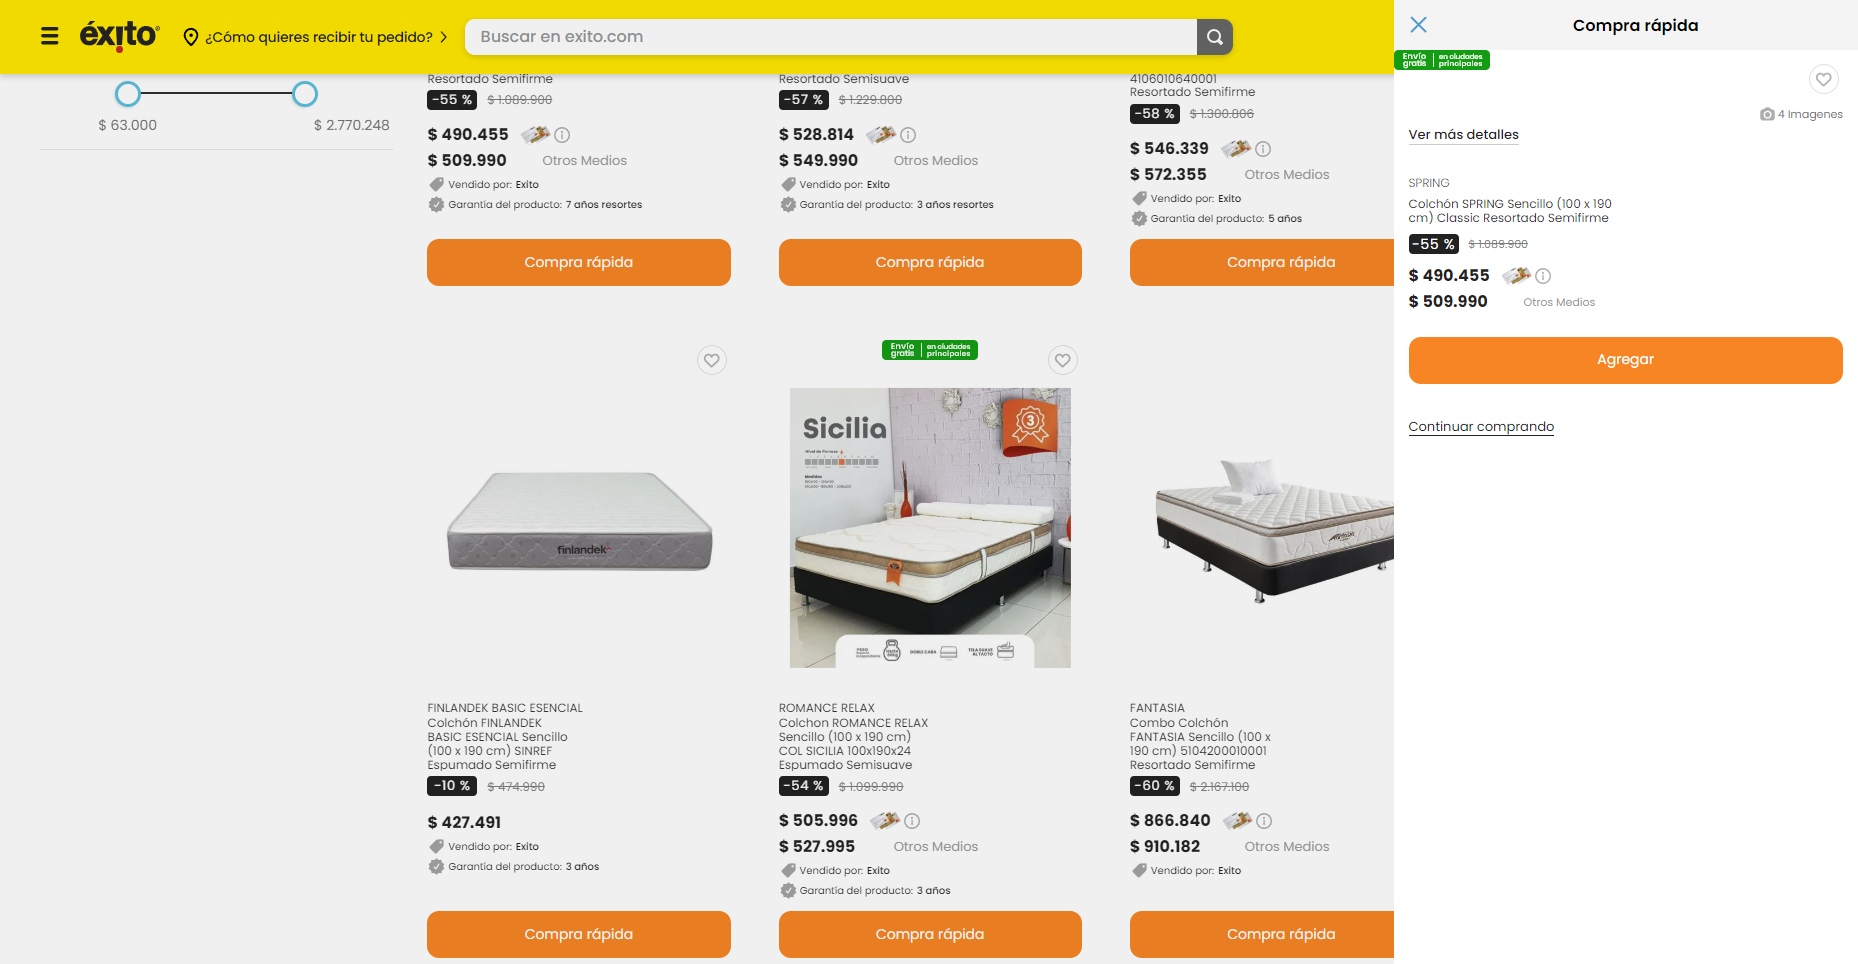 éxito
¿Cómo quieres recibir tu pedido?
Buscar en exito.com
Compra rápida
Envío gratis | en ciudades principales
4 Imagenes
Ver más detalles
SPRING
Colchón SPRING Sencillo (100 x 190
cm) Classic Resortado Semifirme
-55 % $ 1.089.900
$ 490.455
$ 509.990 Otros Medios
Agregar
Continuar comprando
$ 63.000 $ 2.770.248
Resortado Semifirme
-55 % $ 1.089.900
$ 490.455
$ 509.990 Otros Medios
Vendido por: Exito
Garantía del producto: 7 años resortes
Compra rápida
Resortado Semisuave
-57 % $ 1.229.800
$ 528.814
$ 549.990 Otros Medios
Vendido por: Exito
Garantía del producto: 3 años resortes
Compra rápida
4106010640001
Resortado Semifirme
-58 % $ 1.300.806
$ 546.339
$ 572.355 Otros Medios
Vendido por: Exito
Garantía del producto: 5 años
Compra rápida
finlandek
FINLANDEK BASIC ESENCIAL
Colchón FINLANDEK
BASIC ESENCIAL Sencillo
(100 x 190 cm) SINREF
Espumado Semifirme
-10 % $ 474.990
$ 427.491
Vendido por: Exito
Garantía del producto: 3 años
Compra rápida
Envío gratis | en ciudades principales
Sicilia
3
Nivel de Firmeza
Medidas
DOBLE CARA
TELA SUAVE
AL TACTO
ROMANCE RELAX
Colchon ROMANCE RELAX
Sencillo (100 x 190 cm)
COL SICILIA 100x190x24
Espumado Semisuave
-54 % $ 1.099.990
$ 505.996
$ 527.995 Otros Medios
Vendido por: Exito
Garantía del producto: 3 años
Compra rápida
FANTASIA
Combo Colchón
FANTASIA Sencillo (100 x
190 cm) 5104200010001
Resortado Semifirme
-60 % $ 2.167.100
$ 866.840
$ 910.182 Otros Medios
Vendido por: Exito
Compra rápida